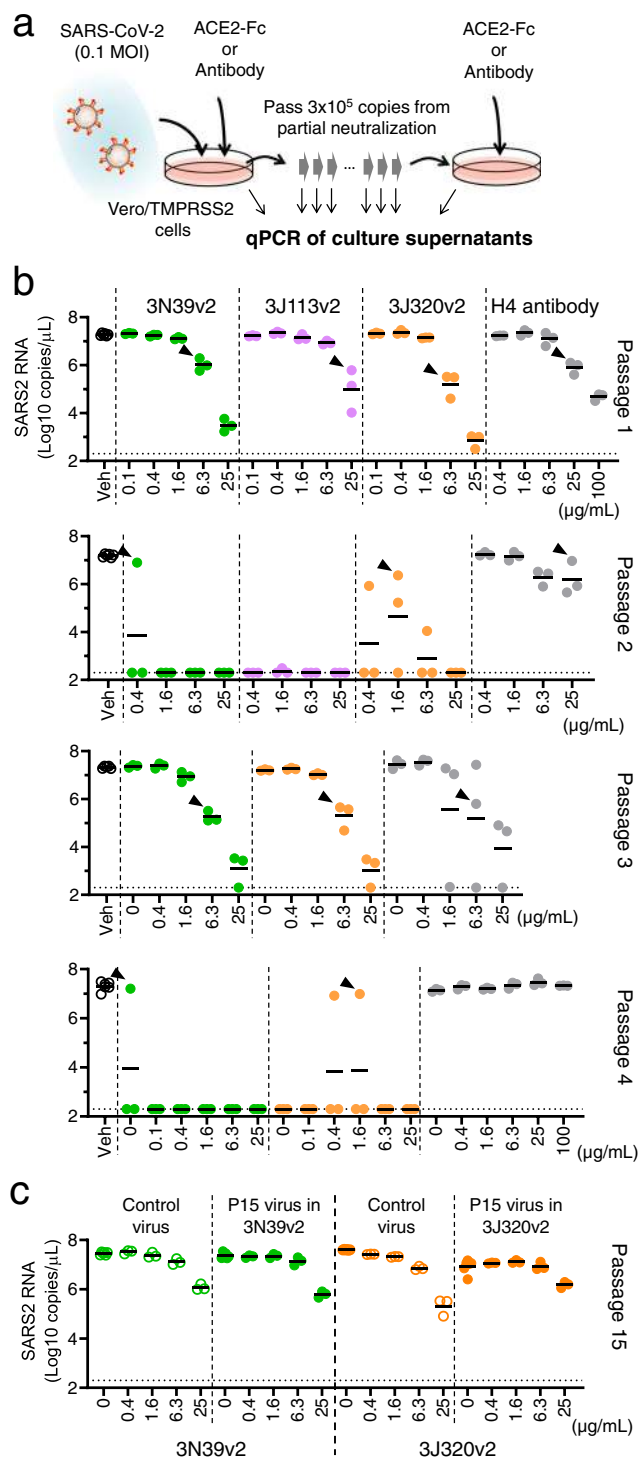 a
SARS-CoV-2
(0.1 MOI)
ACE2-Fc
or
Antibody
ACE2-Fc
or
Antibody
Pass 3x10⁵ copies from
partial neutralization
...
Vero/TMPRSS2
cells
qPCR of culture supernatants
b
3N39v2 3J113v2 3J320v2 H4 antibody
SARS2 RNA
(Log10 copies/μL)
8
6
4
2
Veh 0.1 0.4 1.6 6.3 25 0.1 0.4 1.6 6.3 25 0.1 0.4 1.6 6.3 25 0.4 1.6 6.3 25 100
(μg/mL)
Passage 1
8
6
4
2
Veh 0.4 1.6 6.3 25 0.4 1.6 6.3 25 0.4 1.6 6.3 25 0.4 1.6 6.3 25
(μg/mL)
Passage 2
8
6
4
2
Veh 0 0.4 1.6 6.3 25 0 0.4 1.6 6.3 25 0 0.4 1.6 6.3 25
(μg/mL)
Passage 3
8
6
4
2
Veh 0 0.1 0.4 1.6 6.3 25 0 0.1 0.4 1.6 6.3 25 0 0.4 1.6 6.3 25 100
(μg/mL)
Passage 4
c
Control
virus
P15 virus in
3N39v2
Control
virus
P15 virus in
3J320v2
SARS2 RNA
(Log10 copies/μL)
8
6
4
2
0 0.4 1.6 6.3 25 0 0.4 1.6 6.3 25 0 0.4 1.6 6.3 25 0 0.4 1.6 6.3 25
(μg/mL)
3N39v2 3J320v2
Passage 15